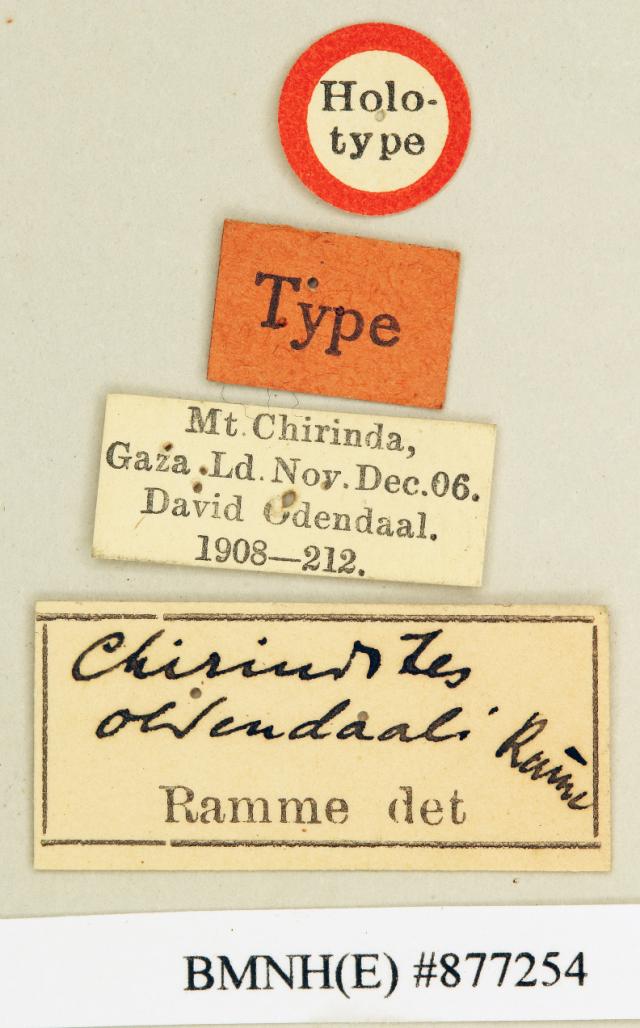 Holo-
type
Type
Mt. Chirinda,
Gaza Ld. Nov. Dec. 06.
David Odendaal.
1908—212.
Chirindites
odendaali Ramme
Ramme det
BMNH(E) #877254